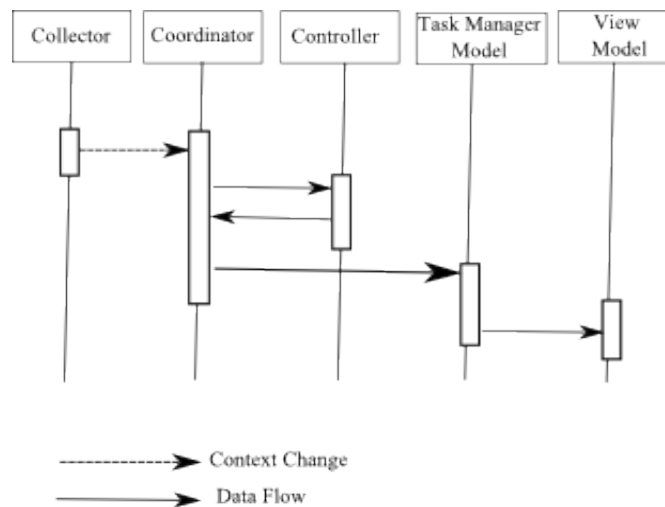 Collector
Coordinator
Controller
Task Manager
Model
View
Model
Context Change
Data Flow